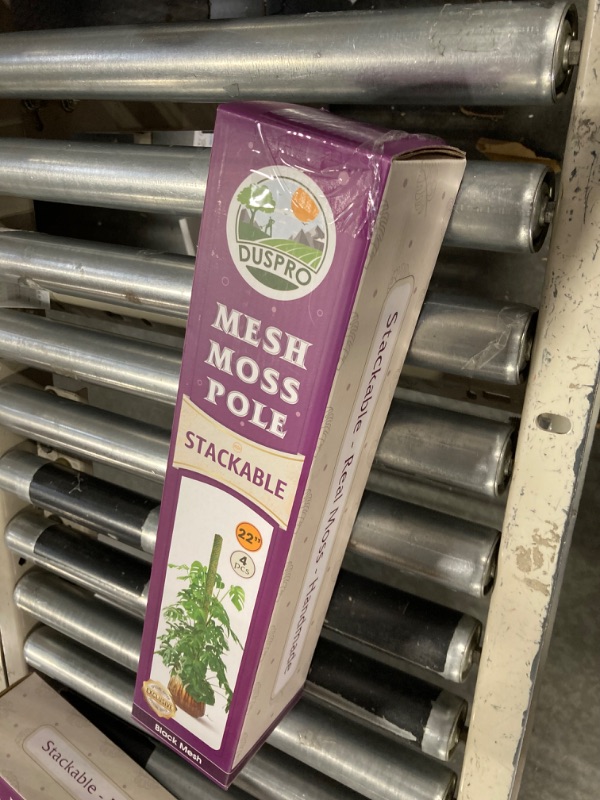 DUSPRO
MESH
MOSS
POLE
STACKABLE
22"
4
pcs
Black Mesh
Stackable - Real Moss - Handmade
Stackable -